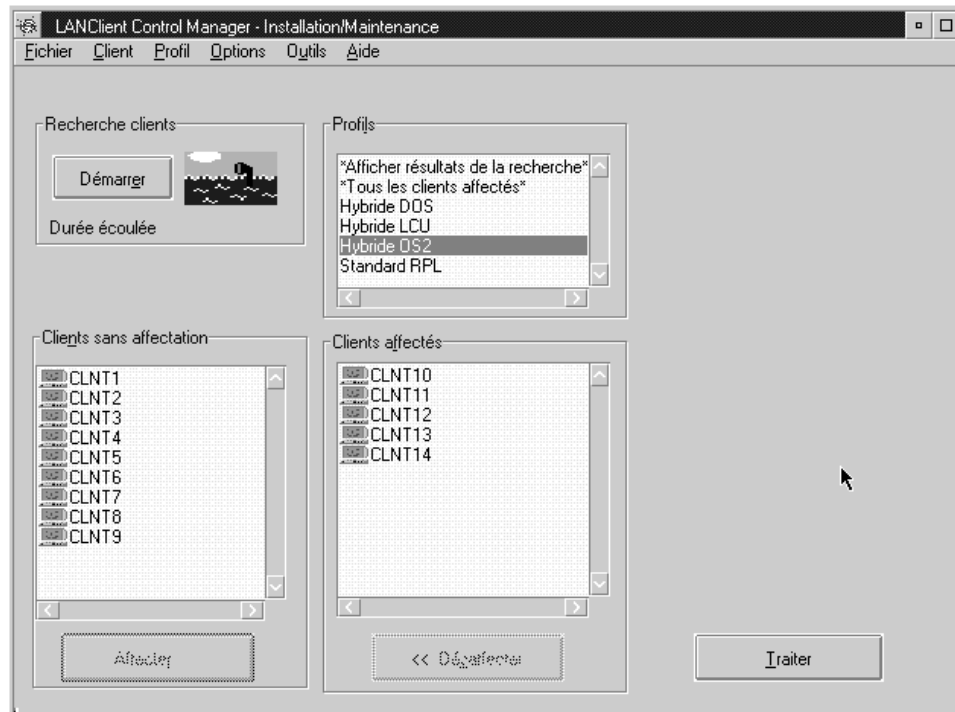 LANClient Control Manager - Installation/Maintenance
Fichier Client Profil Options Outils Aide
Recherche clients
Démarrer
Durée écoulée
Profils
*Afficher résultats de la recherche*
*Tous les clients affectés*
Hybride DOS
Hybride LCU
Hybride OS2
Standard RPL
Clients sans affectation
CLNT1
CLNT2
CLNT3
CLNT4
CLNT5
CLNT6
CLNT7
CLNT8
CLNT9
Affecter
Clients affectés
CLNT10
CLNT11
CLNT12
CLNT13
CLNT14
<< Désaffecter
Traiter